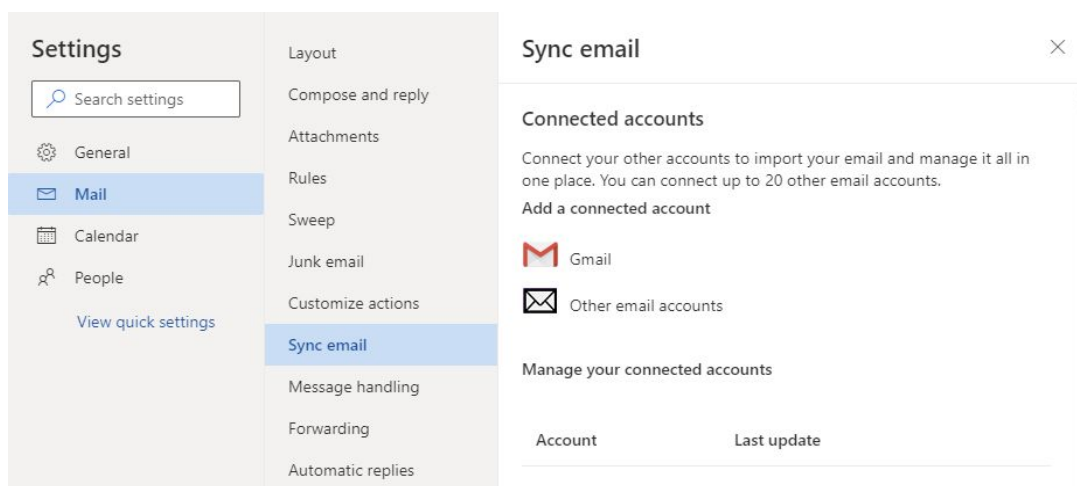 Settings
Search settings
General
Mail
Calendar
People
View quick settings
Layout
Compose and reply
Attachments
Rules
Sweep
Junk email
Customize actions
Sync email
Message handling
Forwarding
Automatic replies
Sync email
Connected accounts
Connect your other accounts to import your email and manage it all in
one place. You can connect up to 20 other email accounts.
Add a connected account
Gmail
Other email accounts
Manage your connected accounts
Account Last update